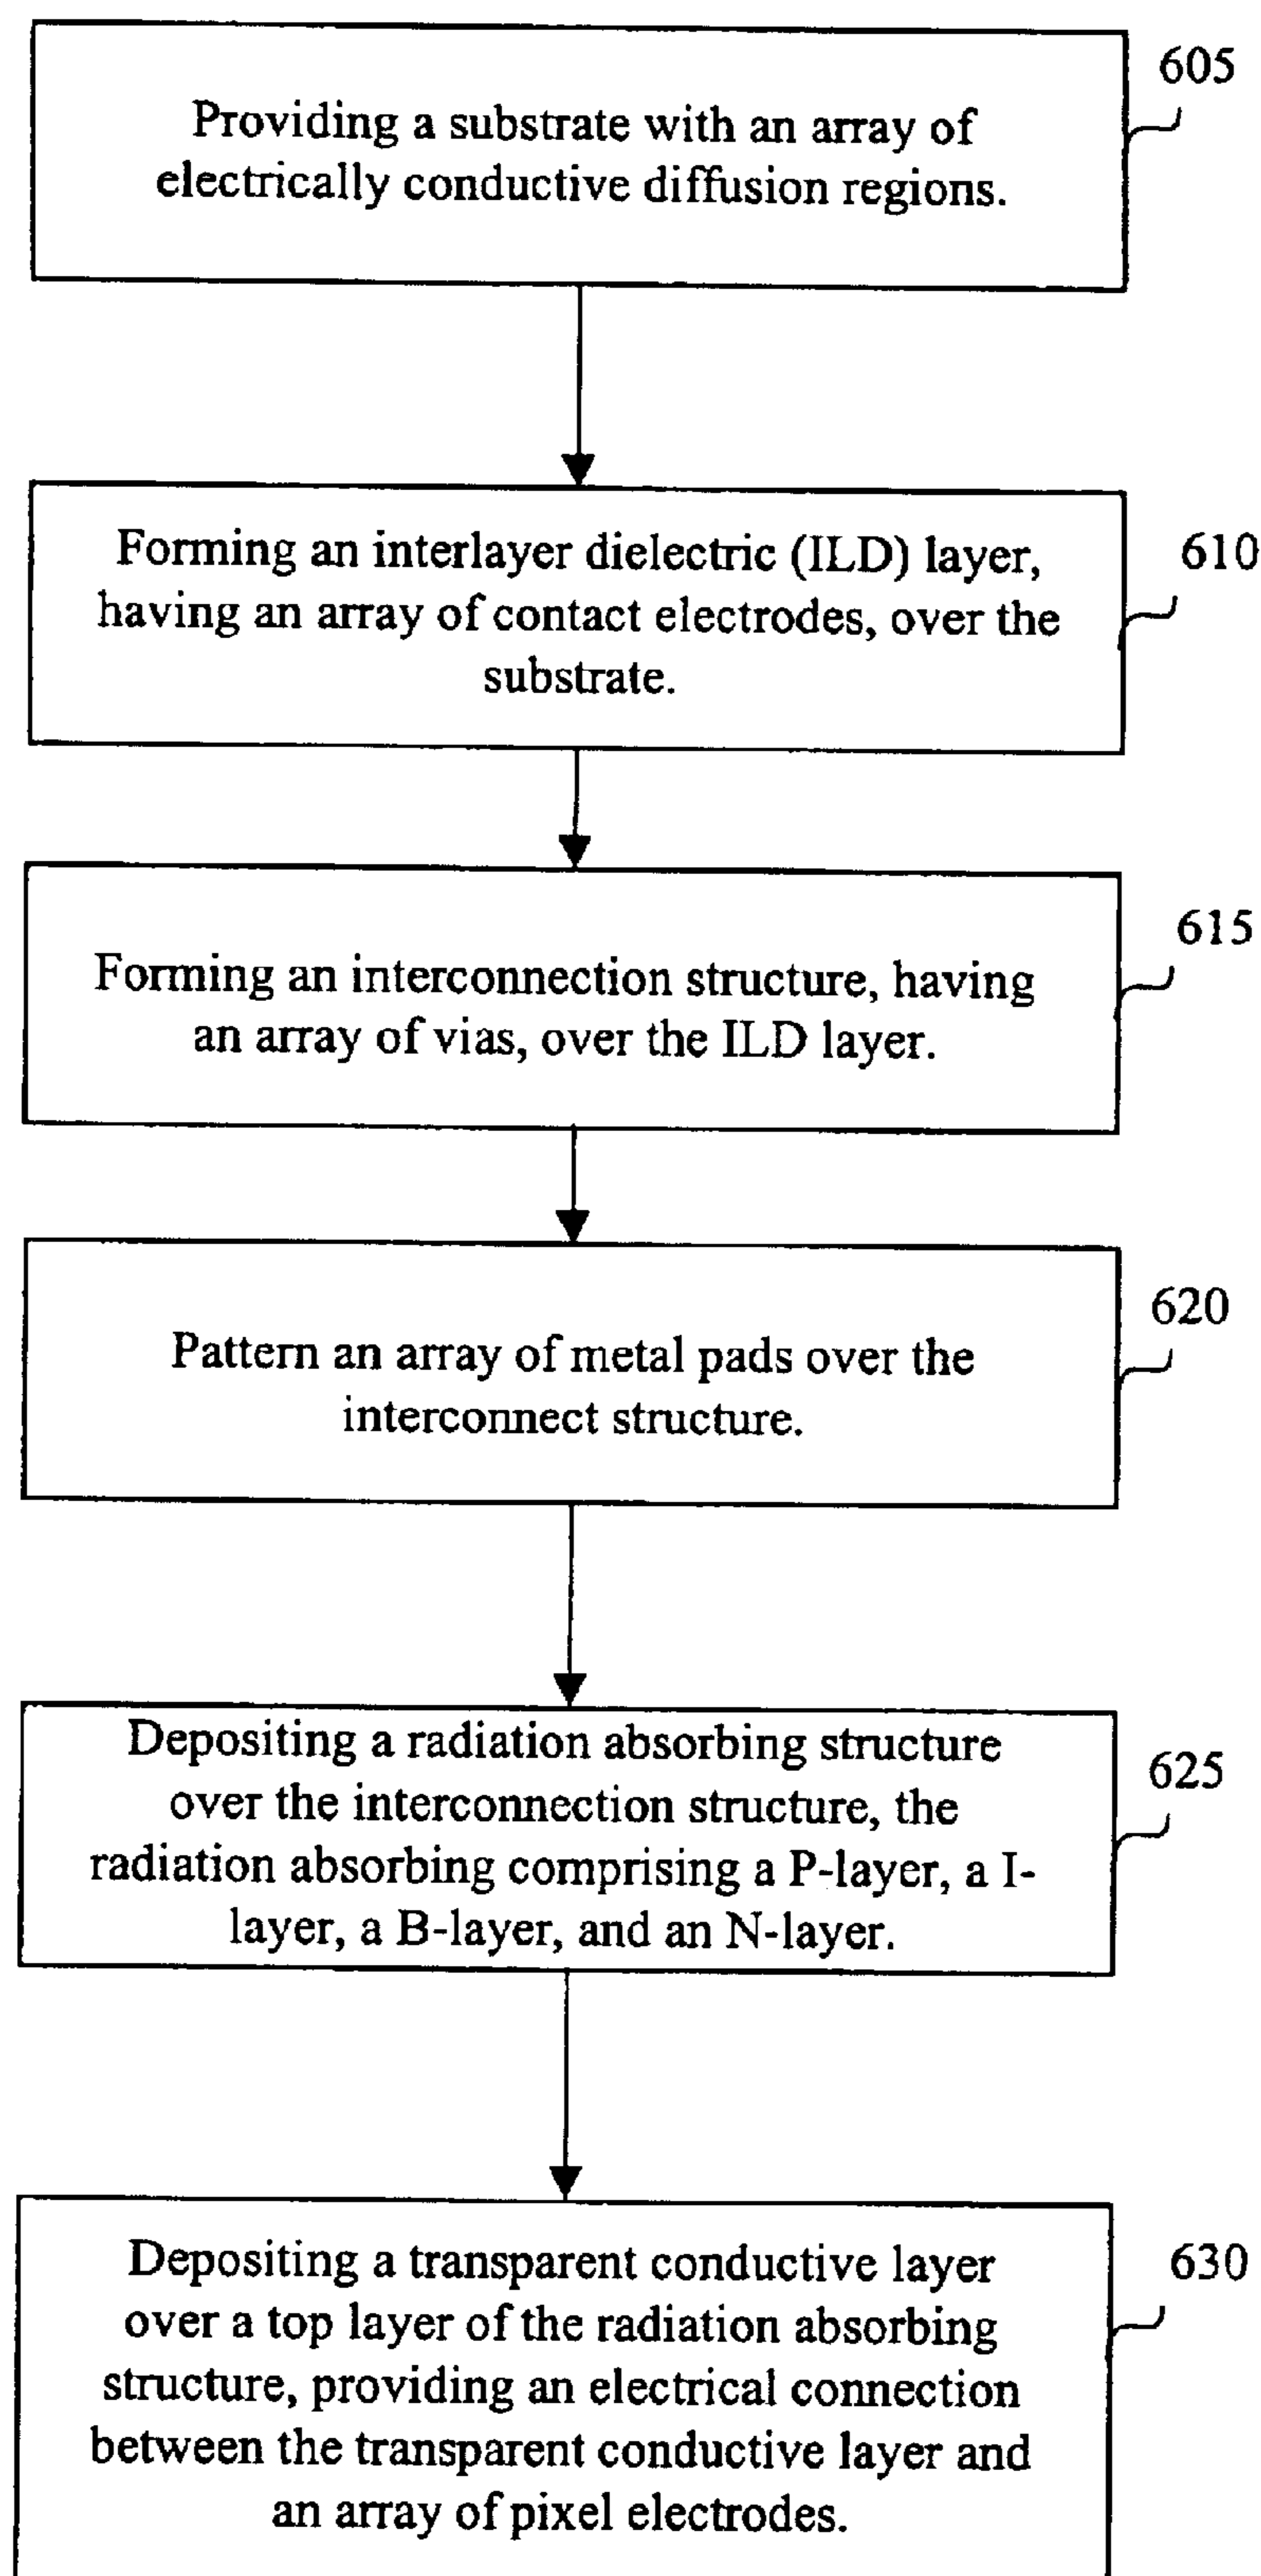 605
Providing a substrate with an array of
electrically conductive diffusion regions.
610
Forming an interlayer dielectric (ILD) layer,
having an array of contact electrodes, over the
substrate.
615
Forming an interconnection structure, having
an array of vias, over the ILD layer.
620
Pattern an array of metal pads over the
interconnect structure.
625
Depositing a radiation absorbing structure
over the interconnection structure, the
radiation absorbing comprising a P-layer, a I-
layer, a B-layer, and an N-layer.
630
Depositing a transparent conductive layer
over a top layer of the radiation absorbing
structure, providing an electrical connection
between the transparent conductive layer and
an array of pixel electrodes.